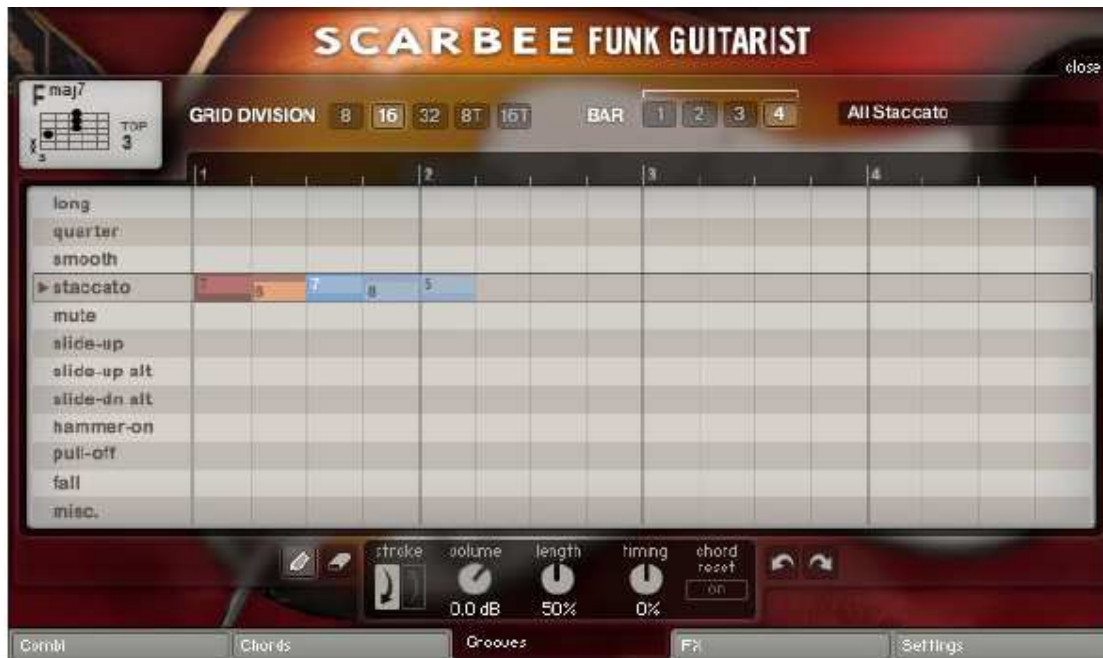 SCARBEE FUNK GUITARIST
close
Fmaj7
TOP
3
x
3
GRID DIVISION 8 16 32 8T 16T BAR 1 2 3 4 All Staccato
1 2 3 4
long
quarter
smooth
staccato 7 6 7 8 5
mute
slide-up
slide-up alt
slide-dn alt
hammer-on
pull-off
fall
misc.
stroke volume length timing chord
reset
on
0.0 dB 50% 0%
Combi Chords Grooves FX Settings